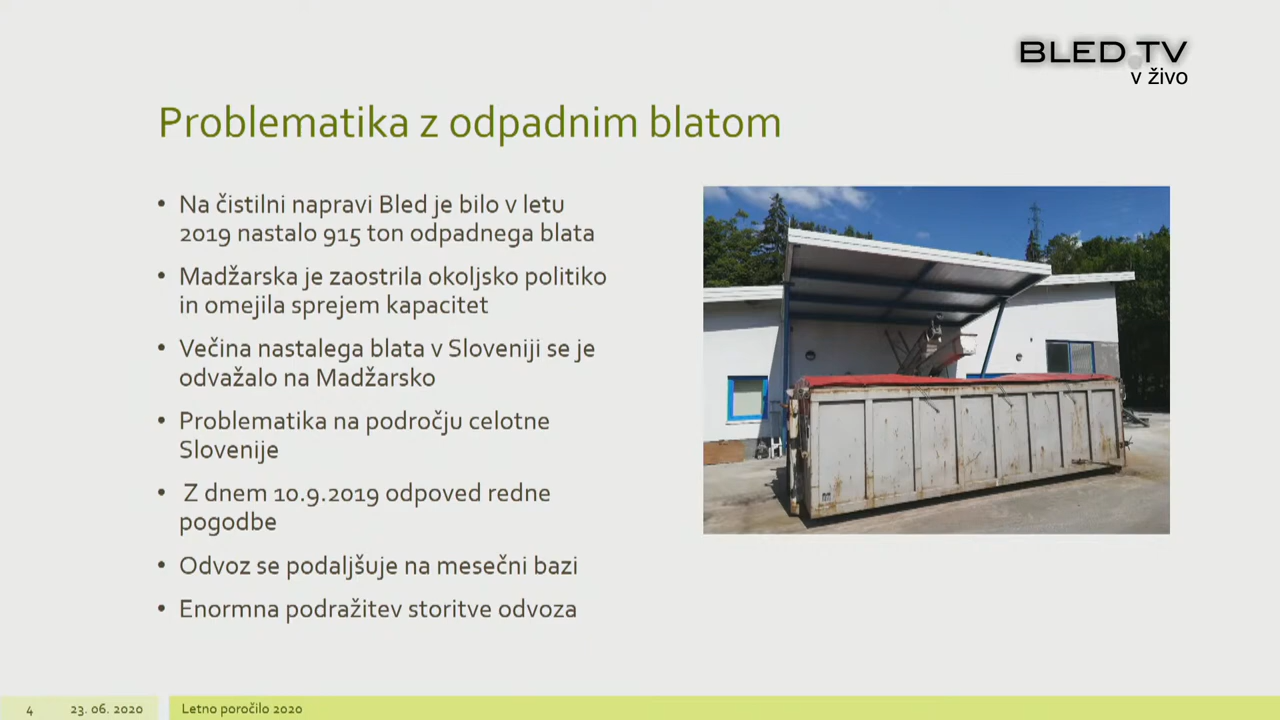 BLED.TV
v živo
Problematika z odpadnim blatom
• Na čistilni napravi Bled je bilo v letu
2019 nastalo 915 ton odpadnega blata
• Madžarska je zaostrila okoljsko politiko
in omejila sprejem kapacitet
• Večina nastalega blata v Sloveniji se je
odvažalo na Madžarsko
• Problematika na področju celotne
Slovenije
• Z dnem 10.9.2019 odpoved redne
pogodbe
• Odvoz se podaljšuje na mesečni bazi
• Enormna podražitev storitve odvoza
4 23. 06. 2020 Letno poročilo 2020